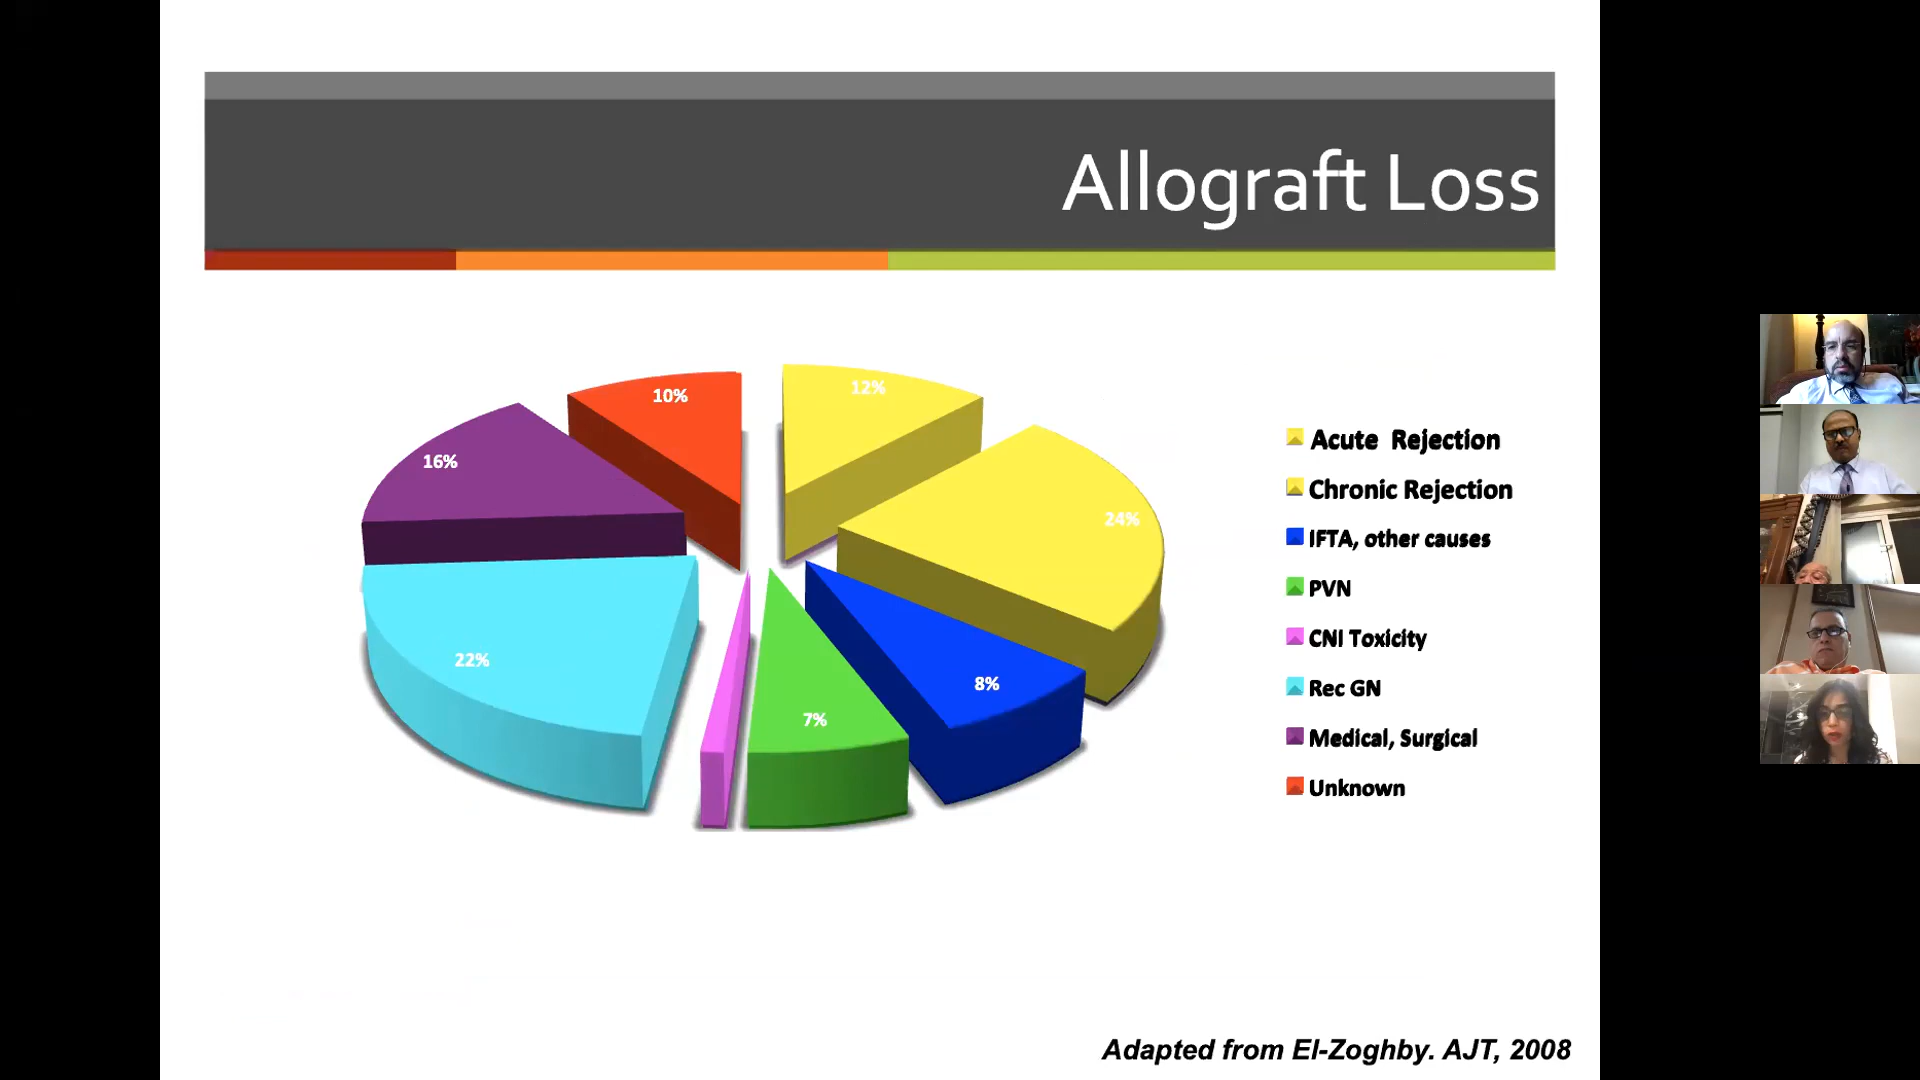 Allograft Loss
10%
12%
16%
24%
22%
8%
7%
Acute Rejection
Chronic Rejection
IFTA, other causes
PVN
CNI Toxicity
Rec GN
Medical, Surgical
Unknown
Adapted from El-Zoghby. AJT, 2008